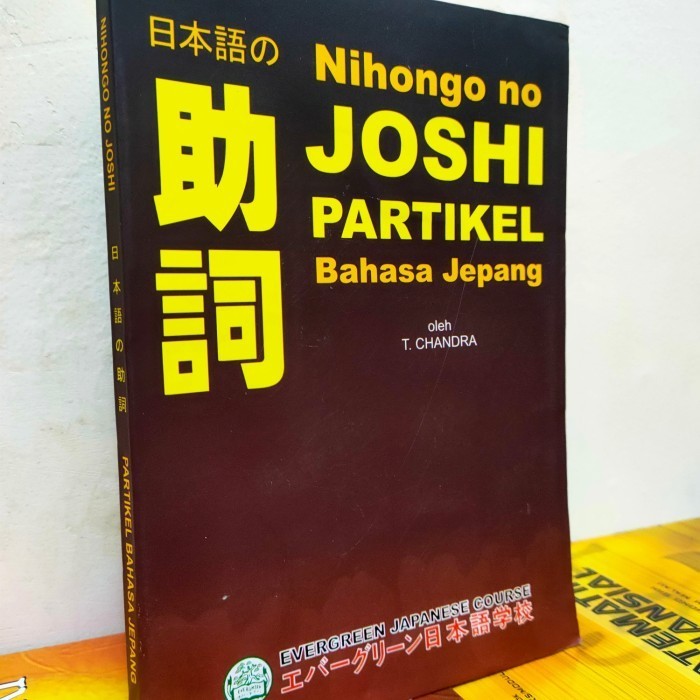 日本語の
助詞
Nihongo no
JOSHI
PARTIKEL
Bahasa Jepang
oleh
T. CHANDRA
EVERGREEN JAPANESE COURSE
エバーグリーン日本語学校
NIHONGO NO JOSHI 日本語の助詞 PARTIKEL BAHASA JEPANG